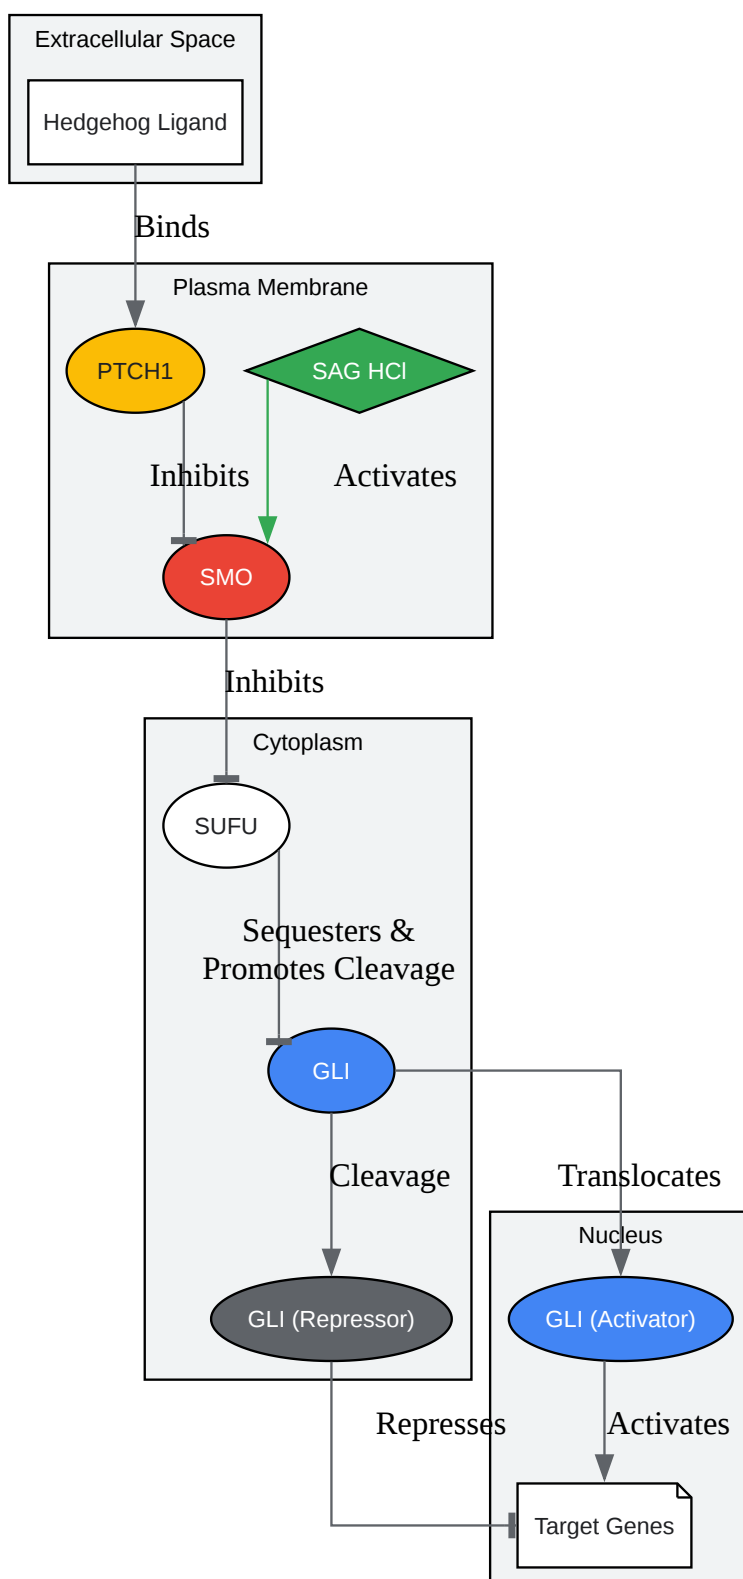 Extracellular Space
Hedgehog Ligand
Binds
Plasma Membrane
PTCH1
SAG HCl
Inhibits
Activates
SMO
Inhibits
Cytoplasm
SUFU
Sequesters &
Promotes Cleavage
GLI
Cleavage
Translocates
Nucleus
GLI (Repressor)
GLI (Activator)
Represses
Activates
Target Genes